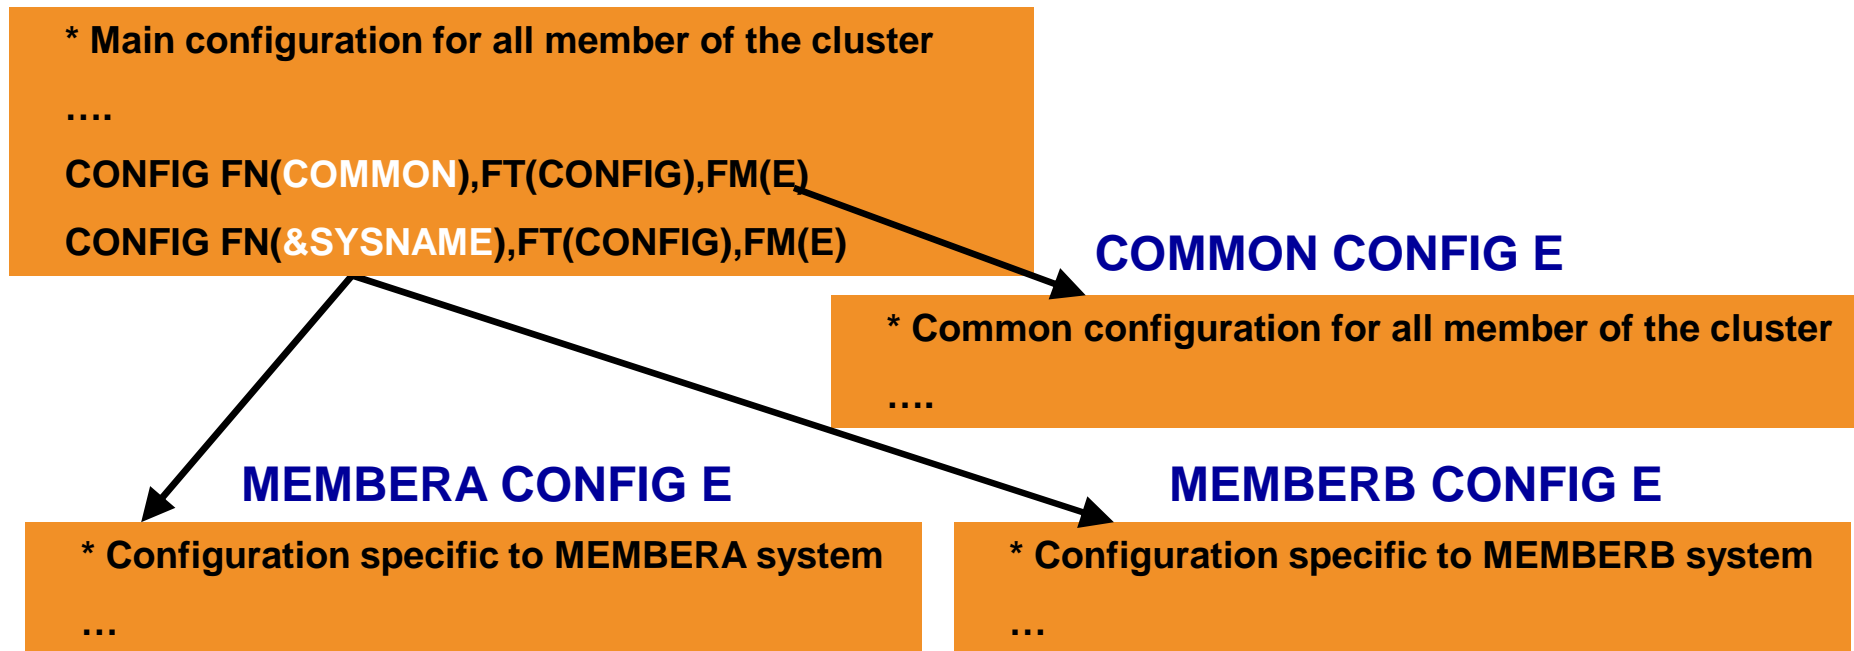 * Main configuration for all member of the cluster
....
CONFIG FN(COMMON),FT(CONFIG),FM(E)
CONFIG FN(&SYSNAME),FT(CONFIG),FM(E)
COMMON CONFIG E
* Common configuration for all member of the cluster
....
MEMBERA CONFIG E
* Configuration specific to MEMBERA system
...
MEMBERB CONFIG E
* Configuration specific to MEMBERB system
...